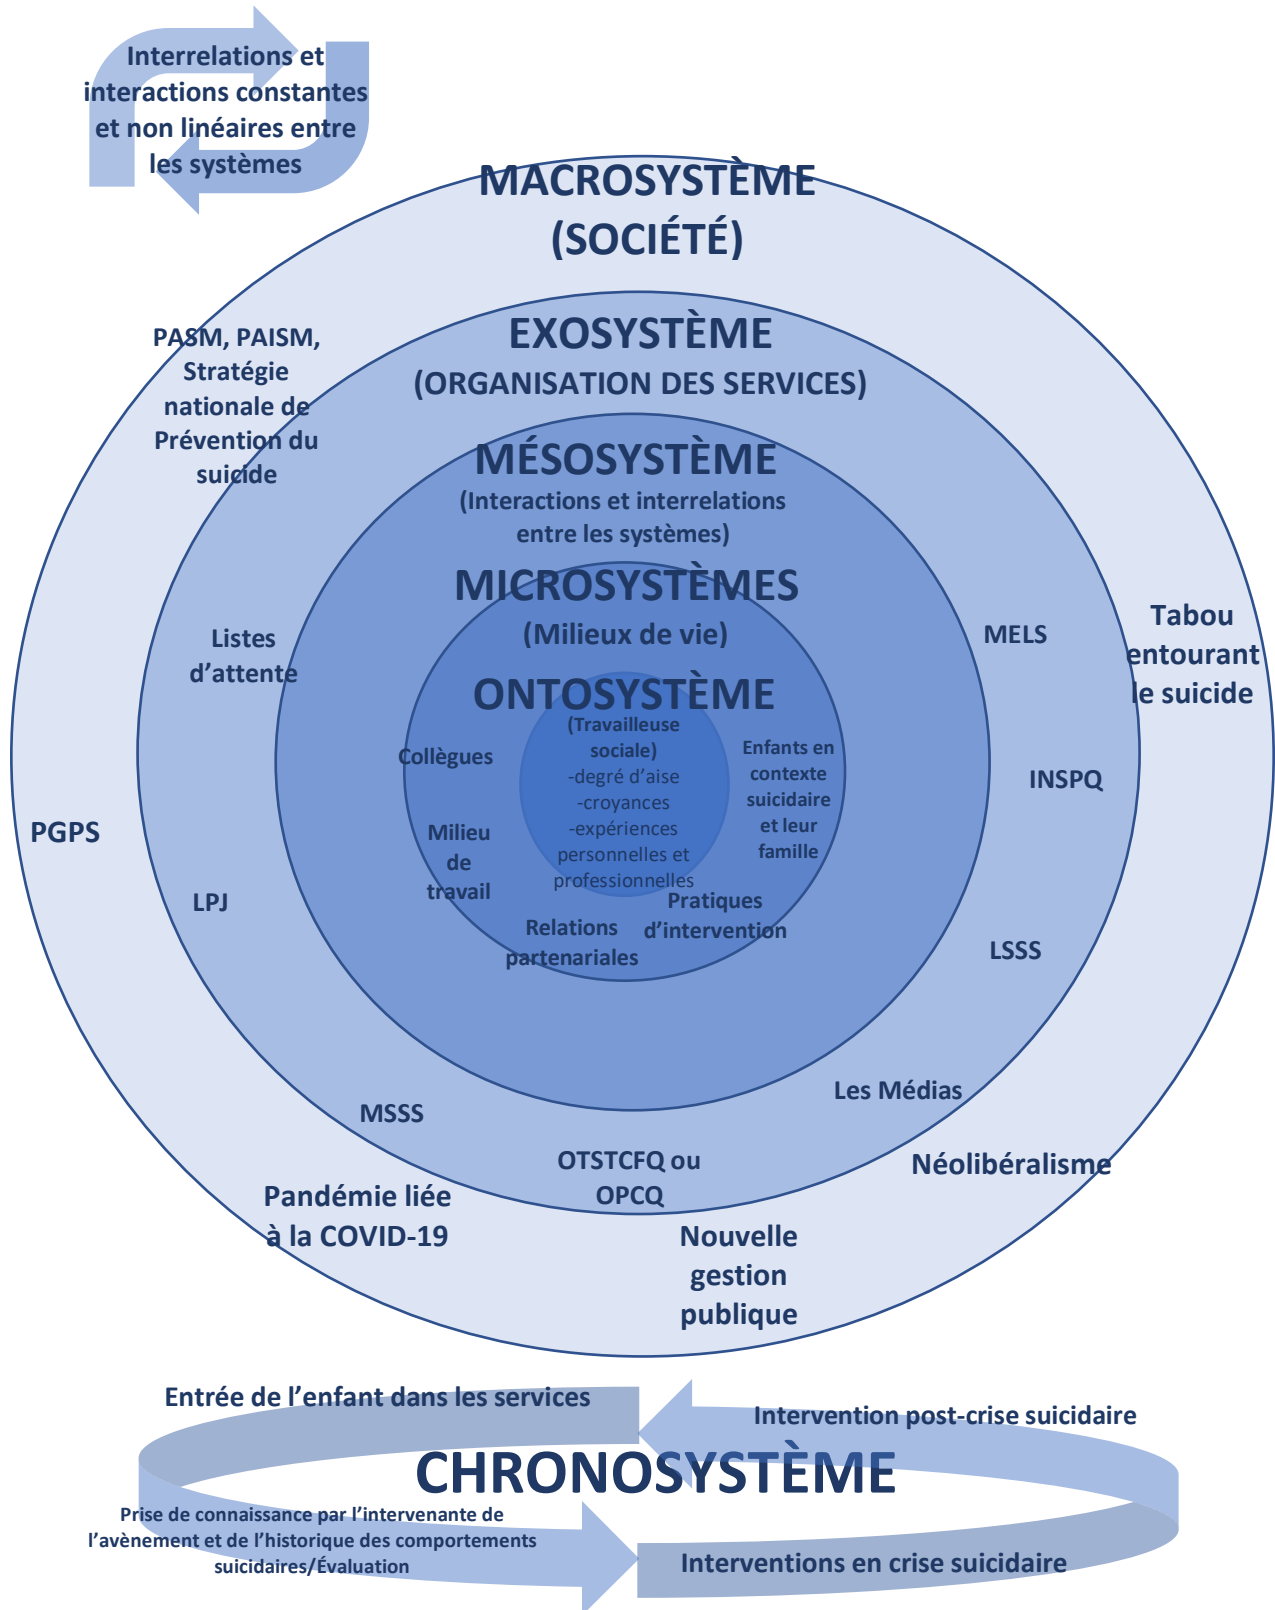 Interrelations et
interactions constantes
et non linéaires entre
les systèmes
MACROSYSTÈME
(SOCIÉTÉ)
EXOSYSTÈME
(ORGANISATION DES SERVICES)
PASM, PAISM,
Stratégie
nationale de
Prévention du
suicide
MÉSOSYSTÈME
(Interactions et interrelations
entre les systèmes)
MICROSYSTÈMES
(Milieux de vie)
Listes
d’attente
MELS
Tabou
entourant
le suicide
ONTOSYSTÈME
(Travailleuse
sociale)
-degré d’aise
-croyances
-expériences
personnelles et
professionnelles
Collègues
Enfants en
contexte
suicidaire
et leur
famille
INSPQ
PGPS
Milieu
de
travail
LPJ
Relations
partenariales
Pratiques
d’intervention
LSSS
Les Médias
MSSS
OTSTCFQ ou
OPCQ
Néolibéralisme
Pandémie liée
à la COVID-19
Nouvelle
gestion
publique
Entrée de l’enfant dans les services
Intervention post-crise suicidaire
CHRONOSYSTÈME
Prise de connaissance par l’intervenante de
l’avènement et de l’historique des comportements
suicidaires/Évaluation
Interventions en crise suicidaire